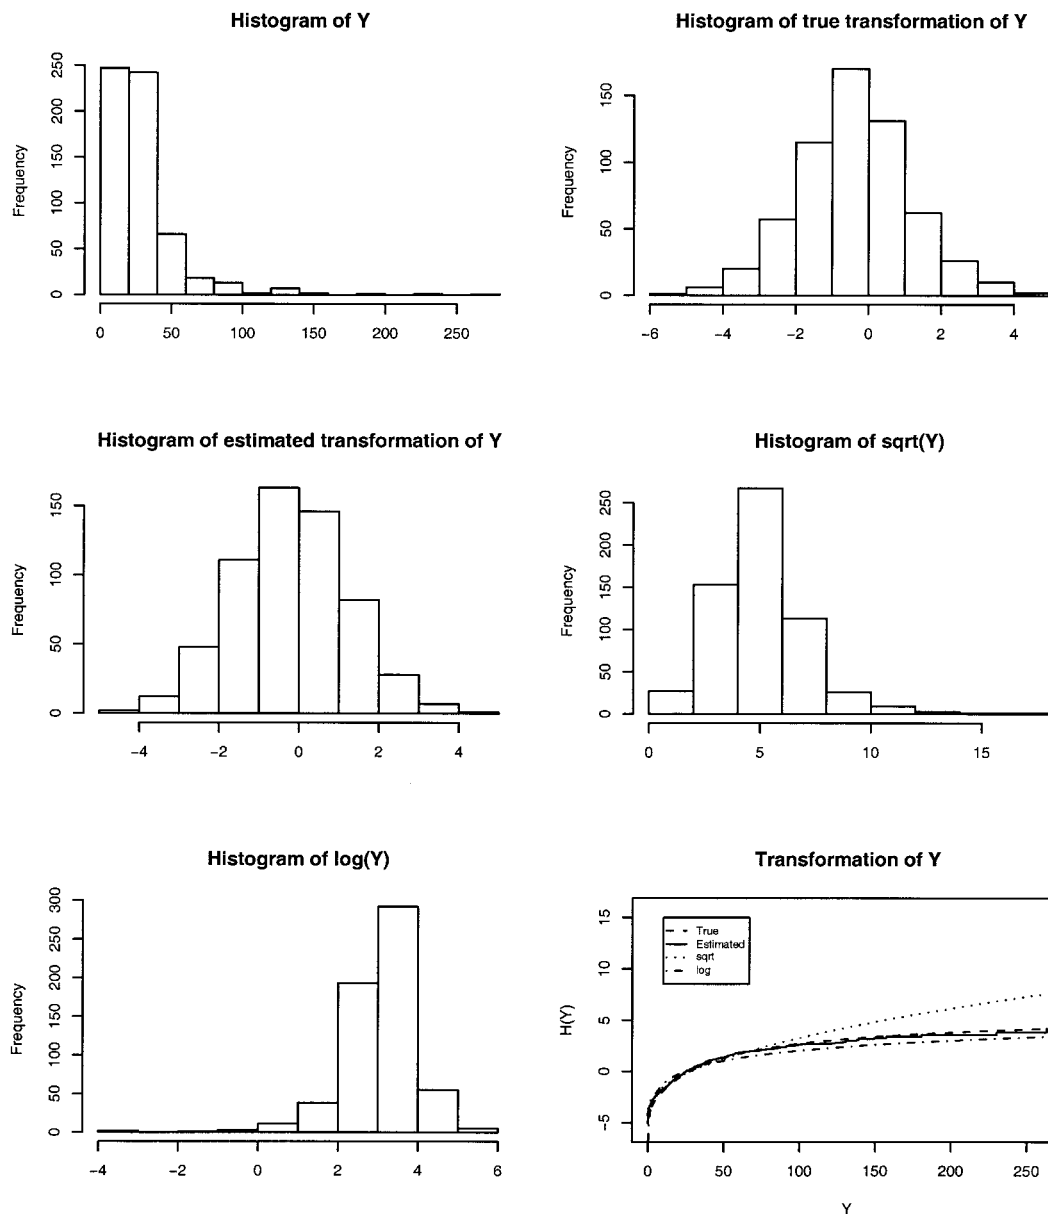 Histogram of Y
Frequency
0 50 100 150 200 250
0 50 100 150 200 250
Histogram of true transformation of Y
Frequency
0 50 100 150
−6 −4 −2 0 2 4
Histogram of estimated transformation of Y
Frequency
0 50 100 150
−4 −2 0 2 4
Histogram of sqrt(Y)
Frequency
0 50 100 150 200 250
0 5 10 15
Histogram of log(Y)
Frequency
0 50 100 150 200 250 300
−4 −2 0 2 4 6
Transformation of Y
H(Y)
−5 0 5 10 15
True
Estimated
sqrt
log
0 50 100 150 200 250
Y